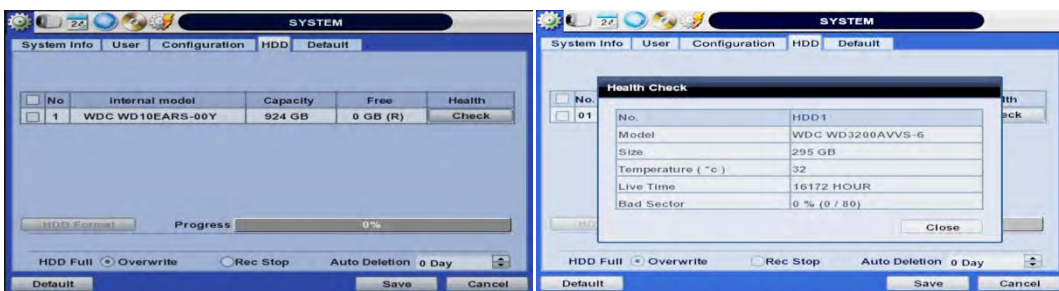 SYSTEM
System Info User Configuration HDD Default
No Internal model Capacity Free Health
1 WDC WD10EARS-00Y 924 GB 0 GB (R) Check
HDD Format Progress 0%
HDD Full Overwrite Rec Stop Auto Deletion 0 Day
Default Save Cancel
SYSTEM
System Info User Configuration HDD Default
Health Check
No. lth
01 eck
No. HDD1
Model WDC WD3200AVVS-6
Size 295 GB
Temperature ( °c ) 32
Live Time 16172 HOUR
Bad Sector 0 % (0 / 80)
Close
HDD Full Overwrite Rec Stop Auto Deletion 0 Day
Default Save Cancel